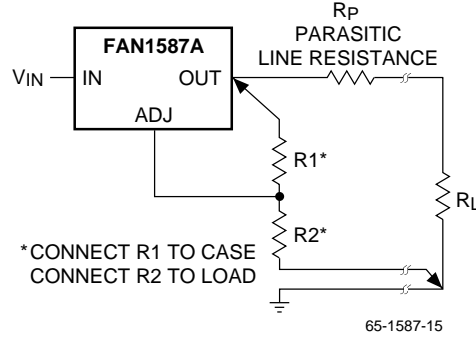 RP
PARASITIC
LINE RESISTANCE
FAN1587A
VIN
IN
OUT
ADJ
R1*
RL
R2*
*CONNECT R1 TO CASE
CONNECT R2 TO LOAD
65-1587-15